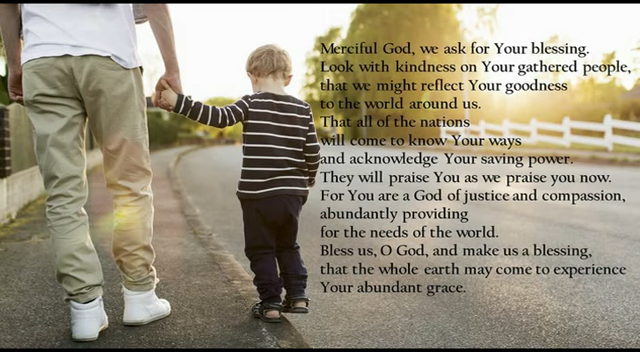 Merciful God, we ask for Your blessing.
Look with kindness on Your gathered people,
that we might reflect Your goodness
to the world around us.
That all of the nations
will come to know Your ways
and acknowledge Your saving power.
They will praise You as we praise you now.
For You are a God of justice and compassion,
abundantly providing
for the needs of the world.
Bless us, O God, and make us a blessing,
that the whole earth may come to experience
Your abundant grace.